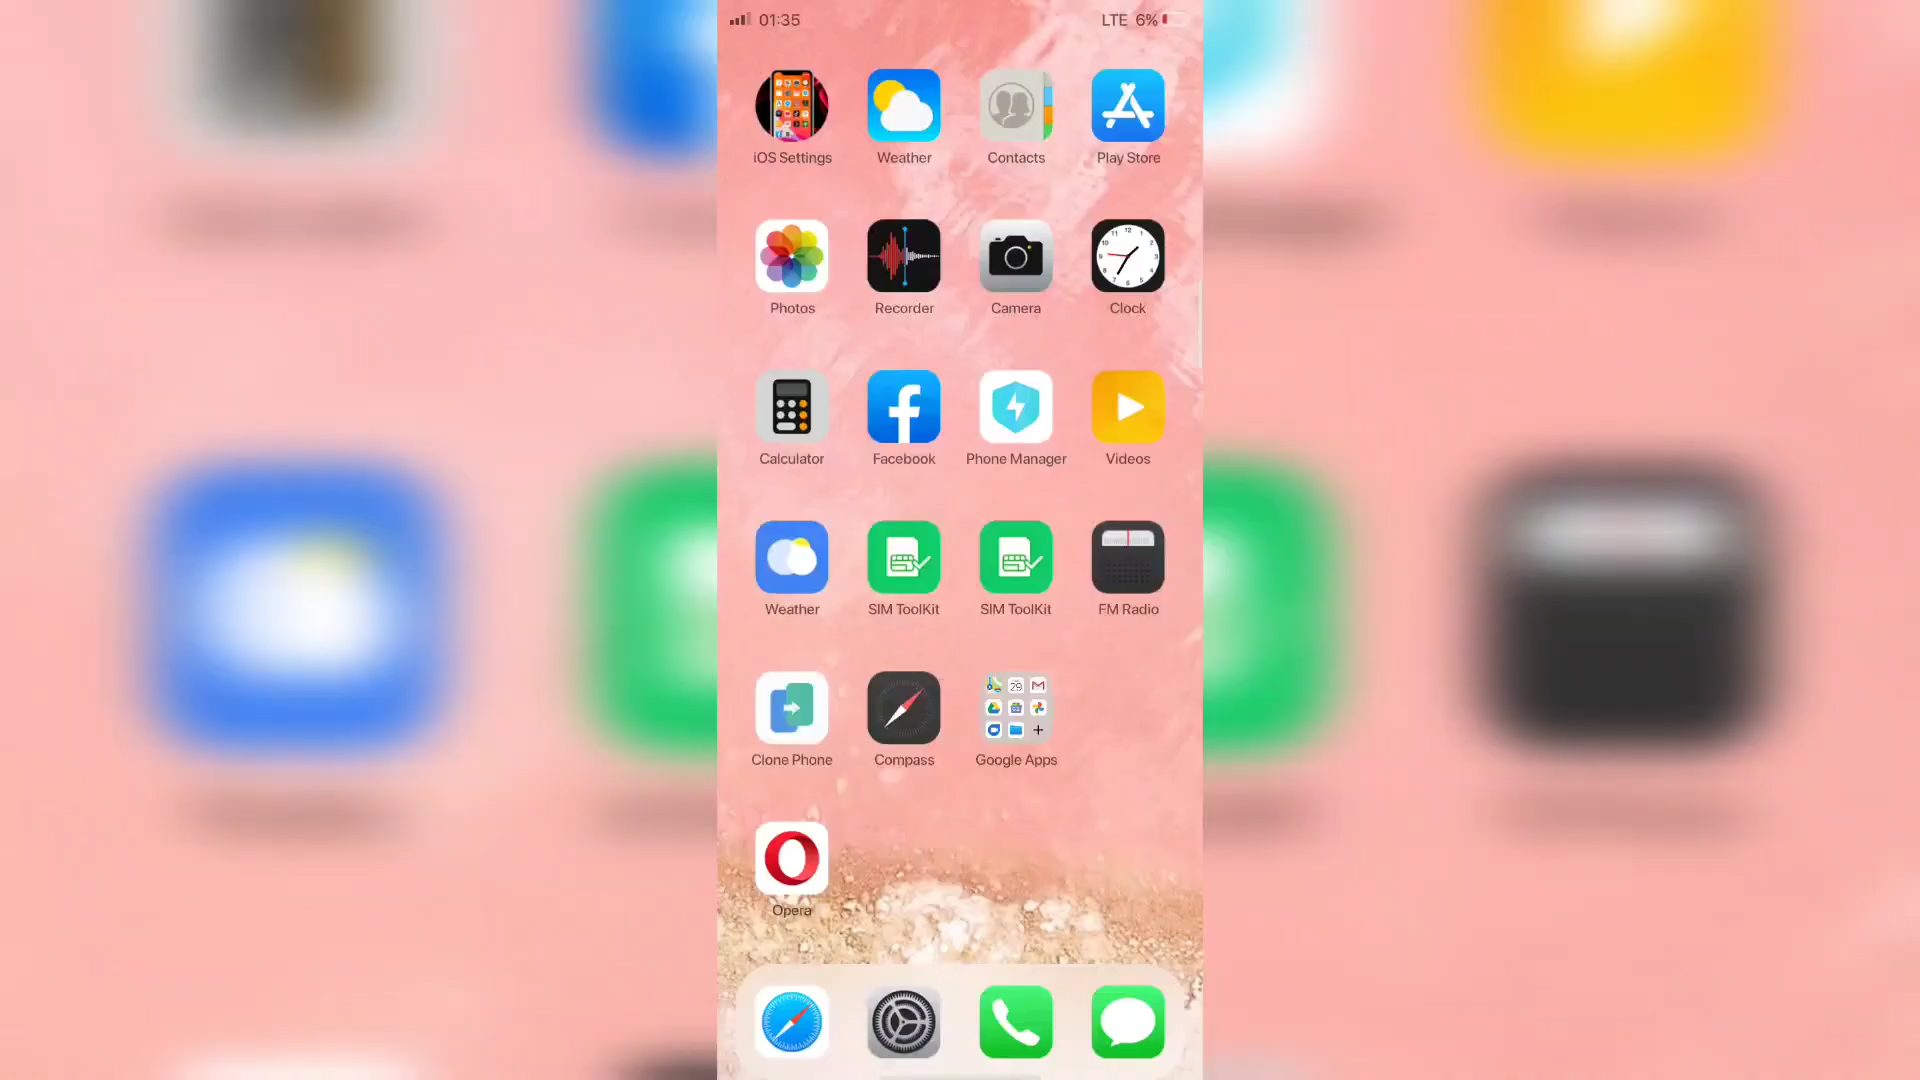 01:35 LTE 6%
iOS Settings Weather Contacts Play Store
Photos Recorder Camera Clock
Calculator Facebook Phone Manager Videos
Weather SIM ToolKit SIM ToolKit FM Radio
29
Clone Phone Compass Google Apps
Opera